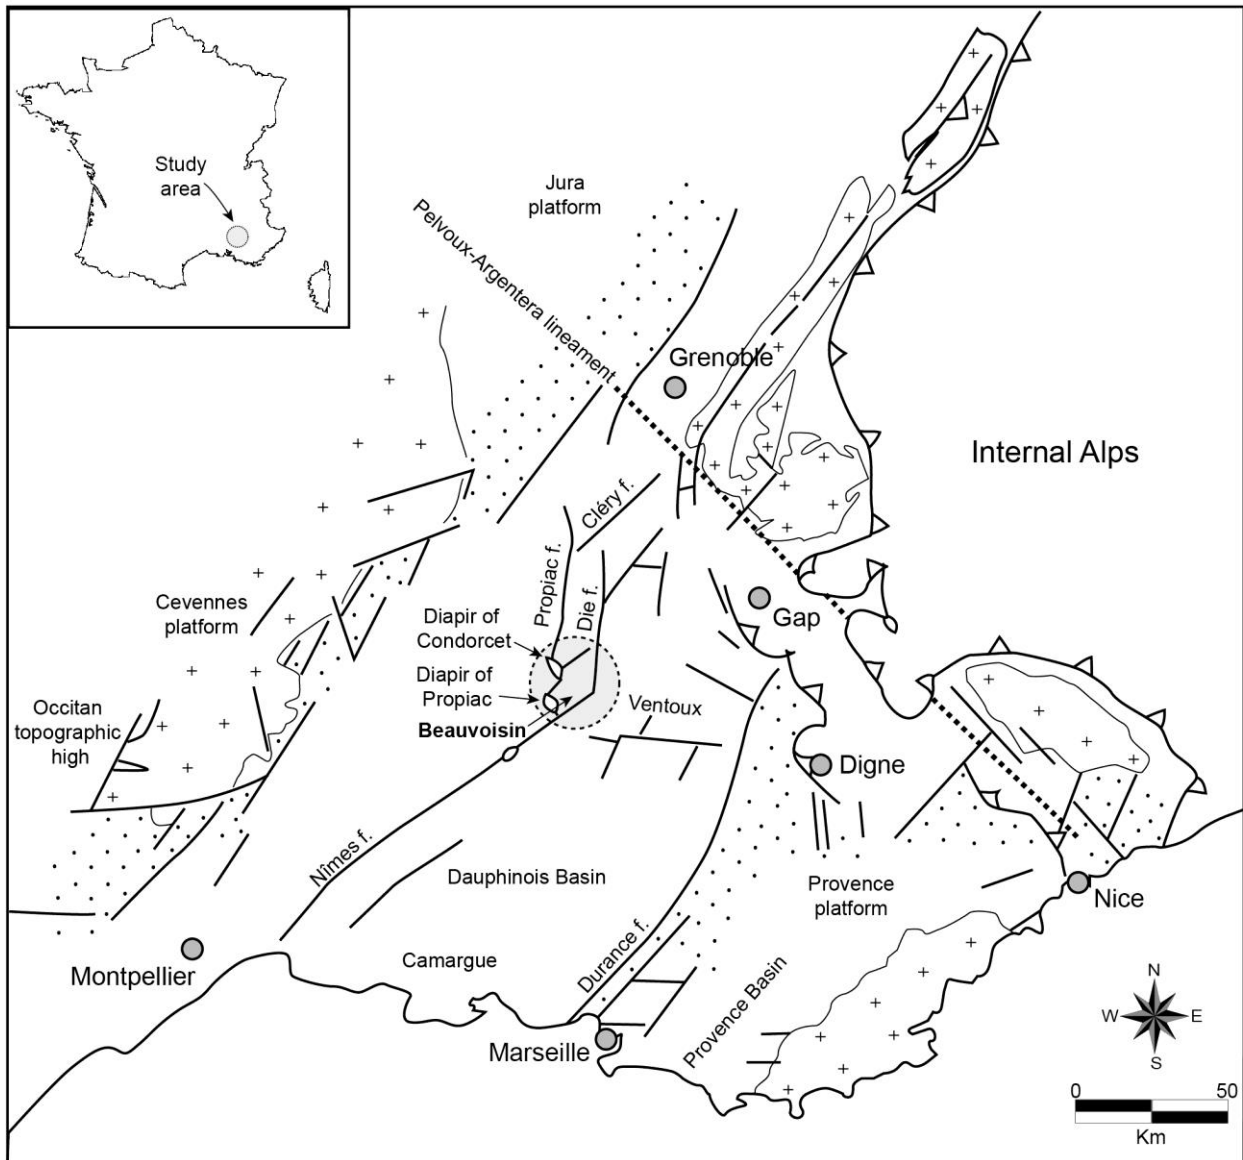 Study
area
Jura
platform
Pelvoux-Argentera lineament
Grenoble
Internal Alps
Cléry f.
Propiac f.
Die f.
Cevennes
platform
Diapir of
Condorcet
Gap
Diapir of
Propiac
Occitan
topographic
high
Beauvoisin
Ventoux
Digne
Nîmes f.
Dauphinois Basin
Provence
platform
Nice
Durance f.
Montpellier
Camargue
Provence Basin
Marseille
N
W
E
S
0
50
Km